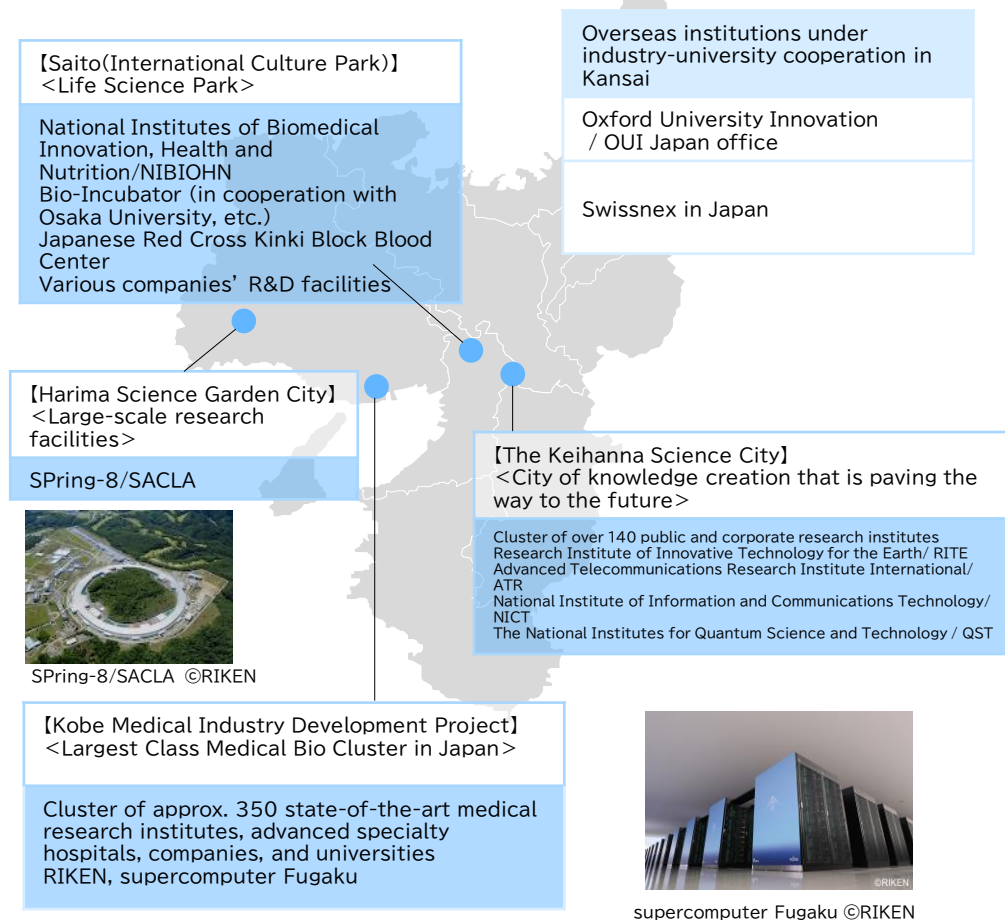 【Saito(International Culture Park)】
<Life Science Park>
National Institutes of Biomedical
Innovation, Health and
Nutrition/NIBIOHN
Bio-Incubator (in cooperation with
Osaka University, etc.)
Japanese Red Cross Kinki Block Blood
Center
Various companies’ R&D facilities
Overseas institutions under
industry-university cooperation in
Kansai
Oxford University Innovation
/ OUI Japan office
Swissnex in Japan
【Harima Science Garden City】
<Large-scale research
facilities>
SPring-8/SACLA
SPring-8/SACLA ©RIKEN
【The Keihanna Science City】
<City of knowledge creation that is paving the
way to the future>
Cluster of over 140 public and corporate research institutes
Research Institute of Innovative Technology for the Earth/ RITE
Advanced Telecommunications Research Institute International/
ATR
National Institute of Information and Communications Technology/
NICT
The National Institutes for Quantum Science and Technology / QST
【Kobe Medical Industry Development Project】
<Largest Class Medical Bio Cluster in Japan>
Cluster of approx. 350 state-of-the-art medical
research institutes, advanced specialty
hospitals, companies, and universities
RIKEN, supercomputer Fugaku
©RIKEN
supercomputer Fugaku ©RIKEN